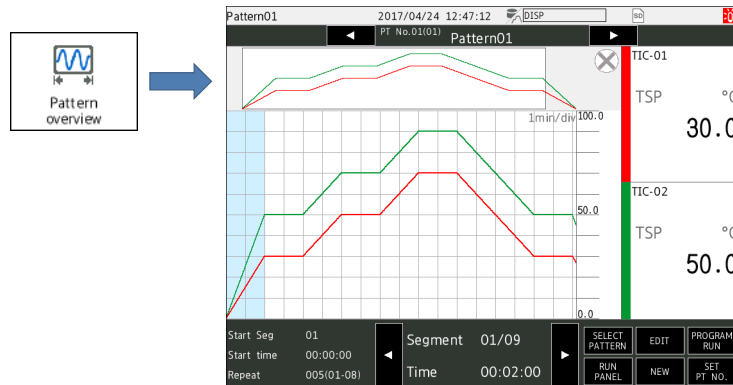 Pattern
overview
Pattern01
2017/04/24 12:47:12
DISP
SD
PT No.01(01) Pattern01
1min/div
100.0
50.0
0.0
TIC-01
TSP
°C
30.0
TIC-02
TSP
°C
50.0
Start Seg 01
Start time 00:00:00
Repeat 005(01-08)
Segment 01/09
Time 00:02:00
SELECT
PATTERN
EDIT
PROGRAM
RUN
RUN
PANEL
NEW
SET
PT NO.